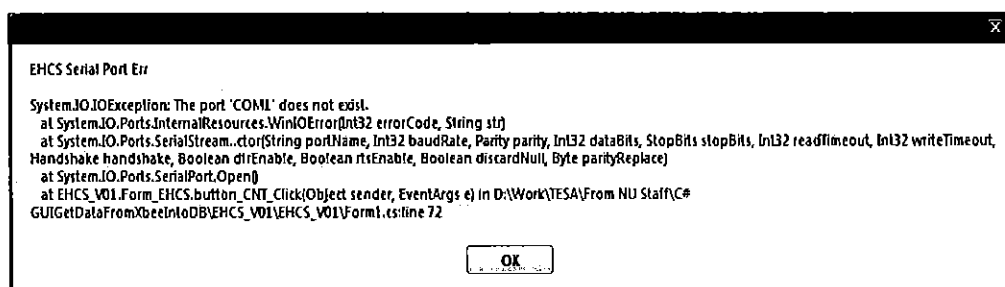 EHCS Serial Port Err
System.IO.IOException: The port 'COM1' does not exist.
at System.IO.Ports.InternalResources.WinIOError(Int32 errorCode, String str)
at System.IO.Ports.SerialStream..ctor(String portName, Int32 baudRate, Parity parity, Int32 dataBits, StopBits stopBits, Int32 readTimeout, Int32 writeTimeout,
Handshake handshake, Boolean dtrEnable, Boolean rtsEnable, Boolean discardNull, Byte parityReplace)
at System.IO.Ports.SerialPort.Open()
at EHCS_V01.Form_EHCS.button_CNT_Click(Object sender, EventArgs e) in D:\Work\TESA\From NU Staff\C#
GUIGetDataFromXbeeIntoDB\EHCS_V01\EHCS_V01\Form1.cs:line 72
OK